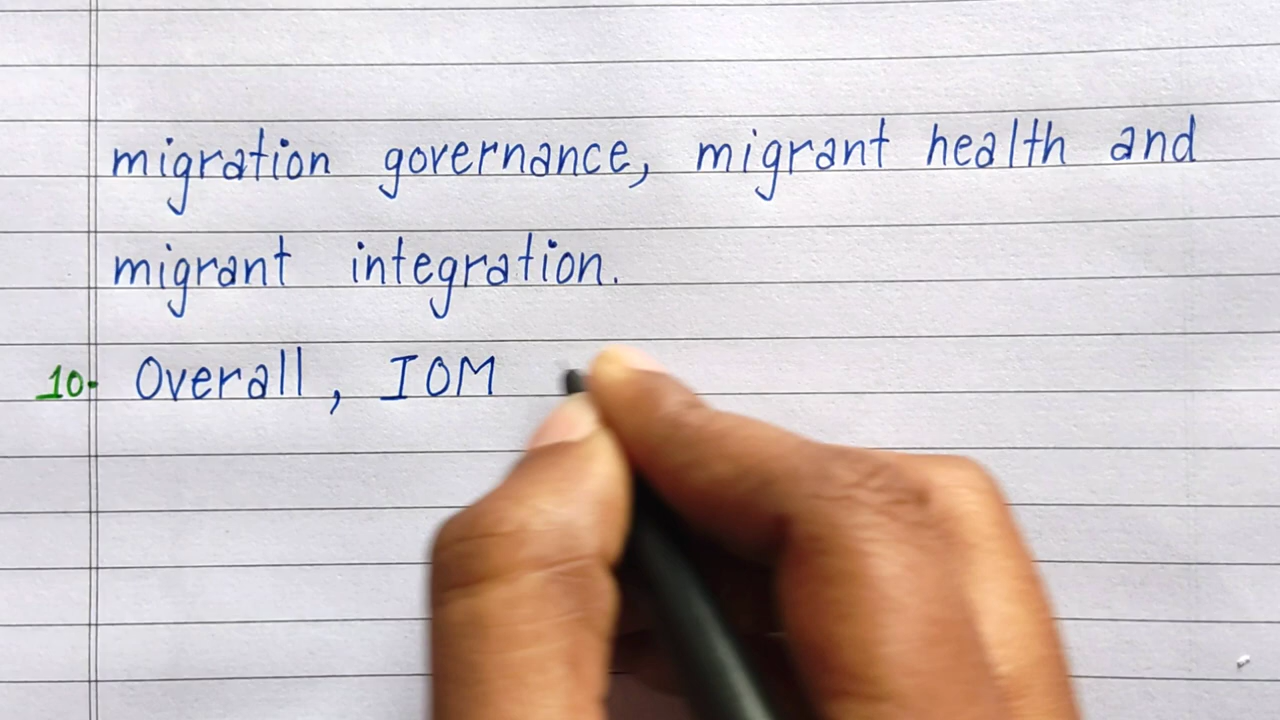 migration governance, migrant health and
migrant integration.
10- Overall, IOM